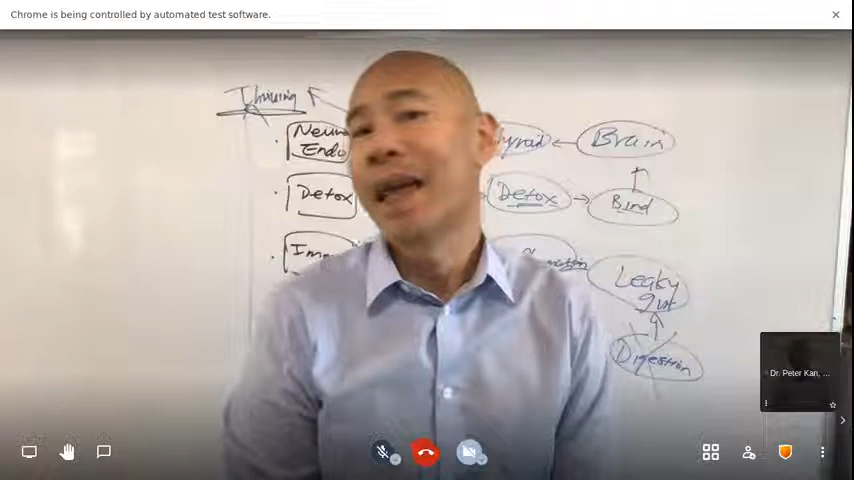 Chrome is being controlled by automated test software.
Thriving
Neuro
Endo
Brain
Detox
Detox
Bind
Leaky
gut
Digestion
Dr. Peter Kan, ...